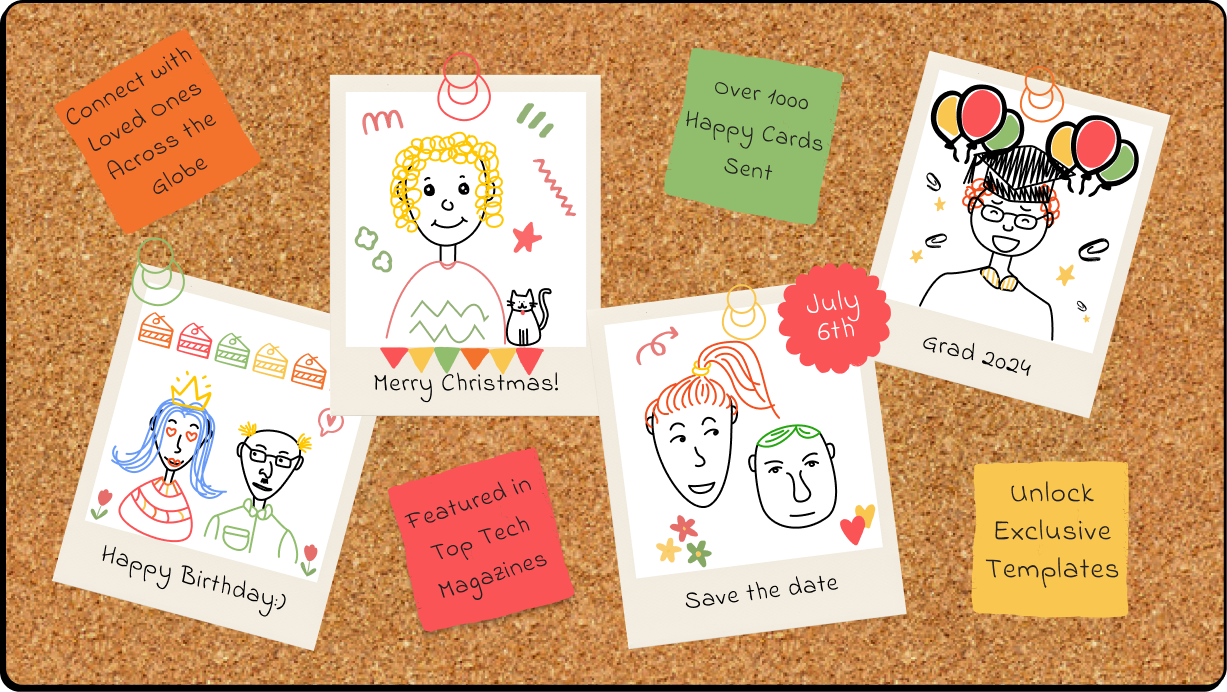 Connect with
Loved Ones
Across the
Globe
Merry Christmas!
Over 1000
Happy Cards
Sent
Grad 2024
Happy Birthday:)
Featured in
Top Tech
Magazines
July
6th
Save the date
Unlock
Exclusive
Templates